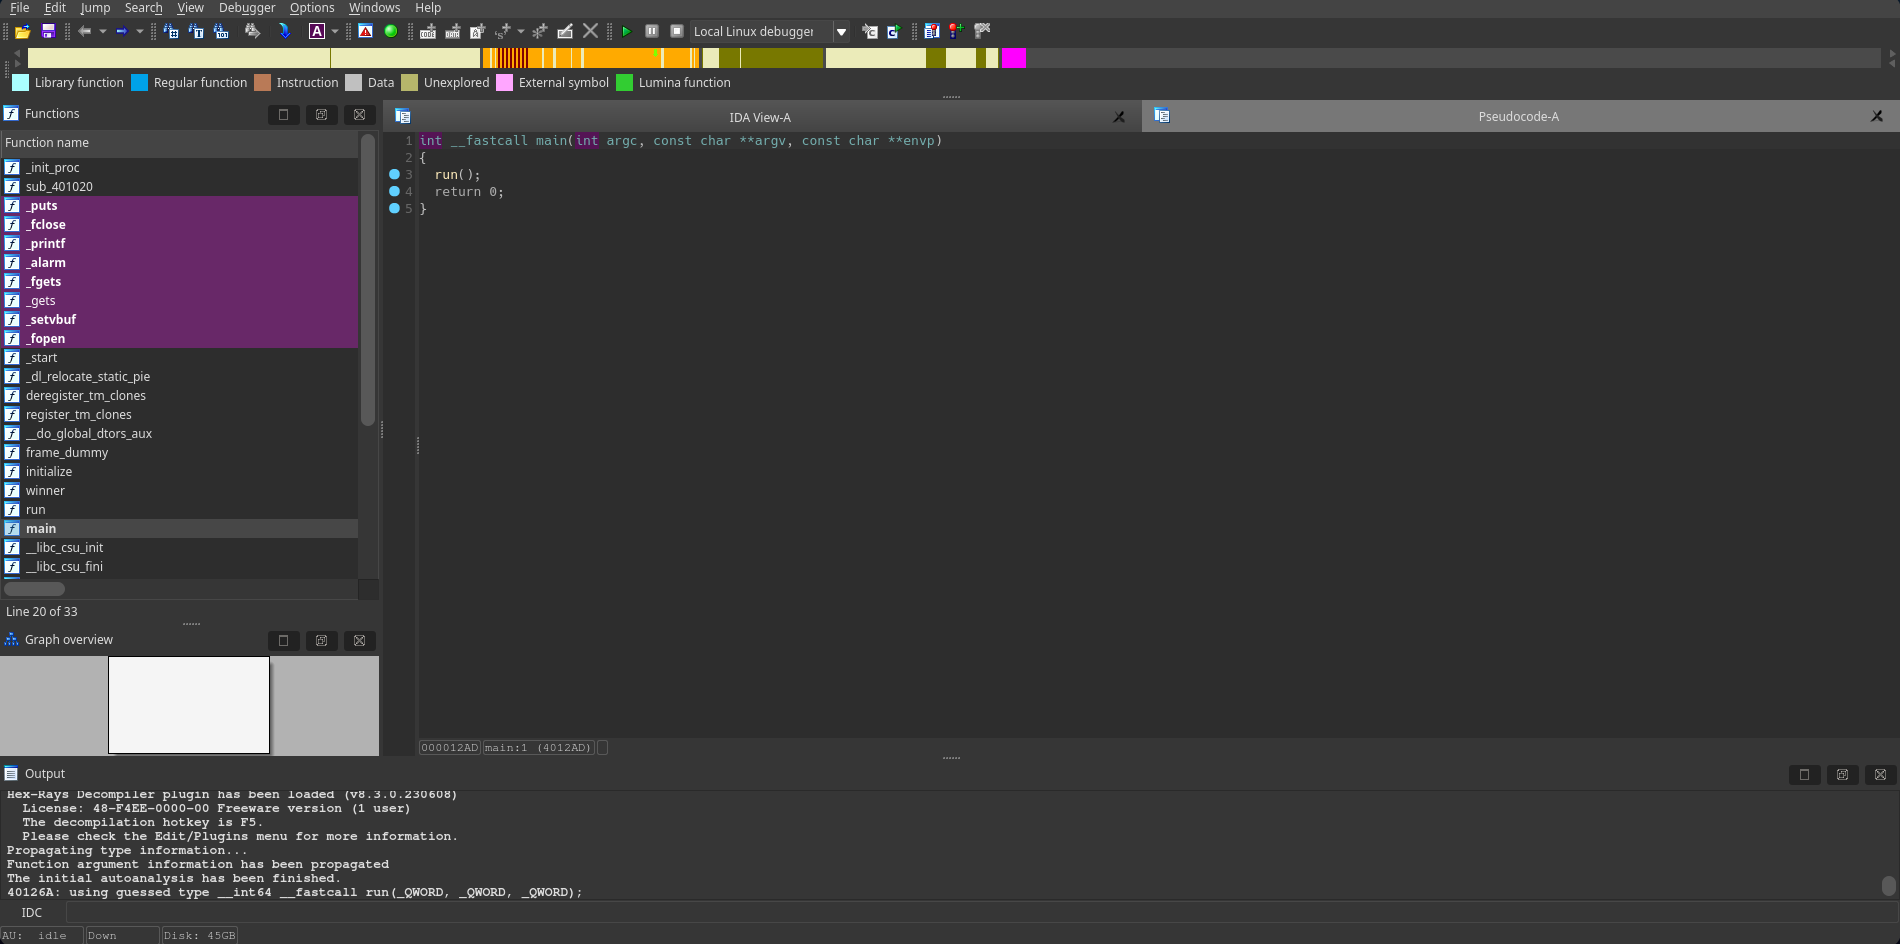 File Edit Jump Search View Debugger Options Windows Help
Local Linux debugger
Library function Regular function Instruction Data Unexplored External symbol Lumina function
Functions
Function name
_init_proc
sub_401020
_puts
_fclose
_printf
_alarm
_fgets
_gets
_setvbuf
_fopen
_start
_dl_relocate_static_pie
deregister_tm_clones
register_tm_clones
__do_global_dtors_aux
frame_dummy
initialize
winner
run
main
__libc_csu_init
__libc_csu_fini
Line 20 of 33
Graph overview
IDA View-A
Pseudocode-A
1 int __fastcall main(int argc, const char **argv, const char **envp)
2 {
3 run();
4 return 0;
5 }
000012AD main:1 (4012AD)
Output
Hex-Rays Decompiler plugin has been loaded (v8.3.0.230608)
License: 48-F4EE-0000-00 Freeware version (1 user)
The decompilation hotkey is F5.
Please check the Edit/Plugins menu for more information.
Propagating type information...
Function argument information has been propagated
The initial autoanalysis has been finished.
40126A: using guessed type __int64 __fastcall run(_QWORD, _QWORD, _QWORD);
IDC
AU: idle Down Disk: 45GB